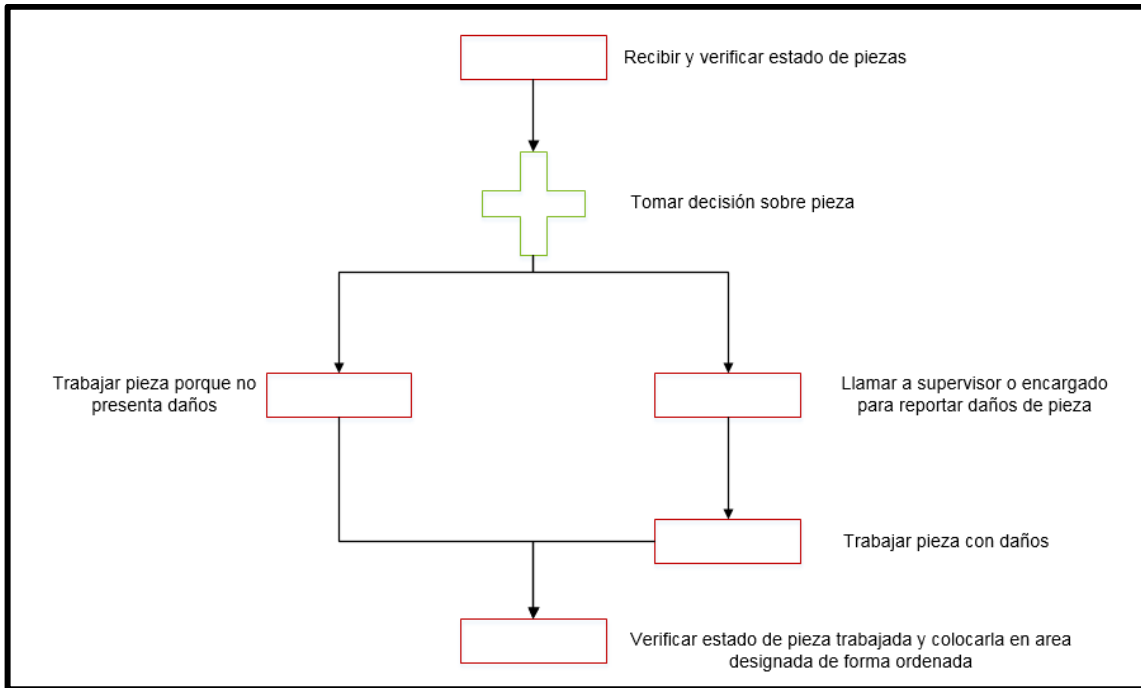 Recibir y verificar estado de piezas
Tomar decisión sobre pieza
Trabajar pieza porque no
presenta daños
Llamar a supervisor o encargado
para reportar daños de pieza
Trabajar pieza con daños
Verificar estado de pieza trabajada y colocarla en area
designada de forma ordenada